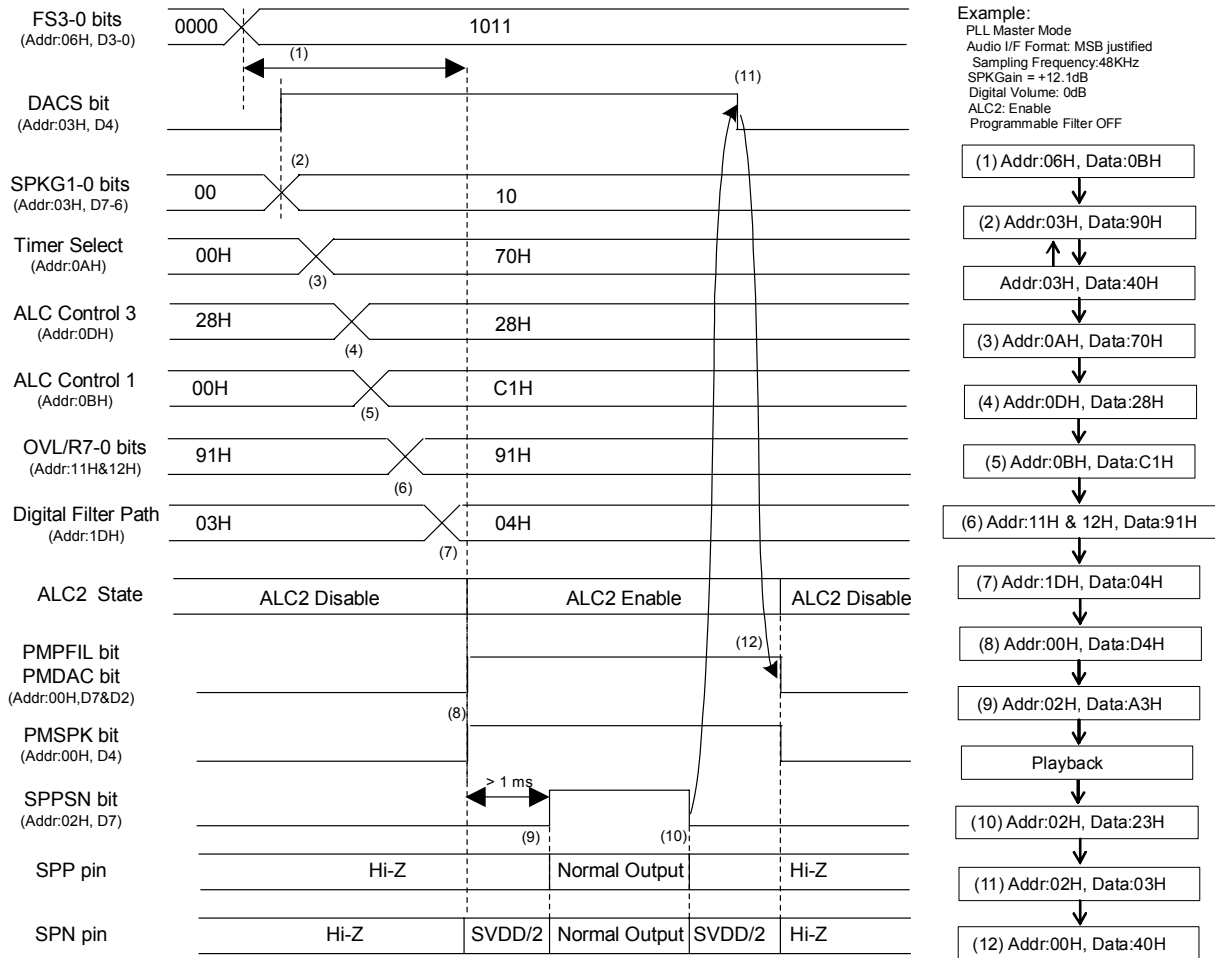 FS3-0 bits
(Addr:06H, D3-0)
0000
1011
(1)
DACS bit
(Addr:03H, D4)
(11)
SPKG1-0 bits
(Addr:03H, D7-6)
00
(2)
10
Timer Select
(Addr:0AH)
00H
(3)
70H
ALC Control 3
(Addr:0DH)
28H
(4)
28H
ALC Control 1
(Addr:0BH)
00H
(5)
C1H
OVL/R7-0 bits
(Addr:11H&12H)
91H
(6)
91H
Digital Filter Path
(Addr:1DH)
03H
(7)
04H
ALC2 State
ALC2 Disable
ALC2 Enable
ALC2 Disable
PMPFIL bit
PMDAC bit
(Addr:00H,D7&D2)
(12)
(8)
PMSPK bit
(Addr:00H, D4)
> 1 ms
SPPSN bit
(Addr:02H, D7)
(9)
(10)
SPP pin
Hi-Z
Normal Output
Hi-Z
SPN pin
Hi-Z
SVDD/2
Normal Output
SVDD/2
Hi-Z
Example:
PLL Master Mode
Audio I/F Format: MSB justified
Sampling Frequency:48KHz
SPKGain = +12.1dB
Digital Volume: 0dB
ALC2: Enable
Programmable Filter OFF
(1) Addr:06H, Data:0BH
(2) Addr:03H, Data:90H
Addr:03H, Data:40H
(3) Addr:0AH, Data:70H
(4) Addr:0DH, Data:28H
(5) Addr:0BH, Data:C1H
(6) Addr:11H & 12H, Data:91H
(7) Addr:1DH, Data:04H
(8) Addr:00H, Data:D4H
(9) Addr:02H, Data:A3H
Playback
(10) Addr:02H, Data:23H
(11) Addr:02H, Data:03H
(12) Addr:00H, Data:40H